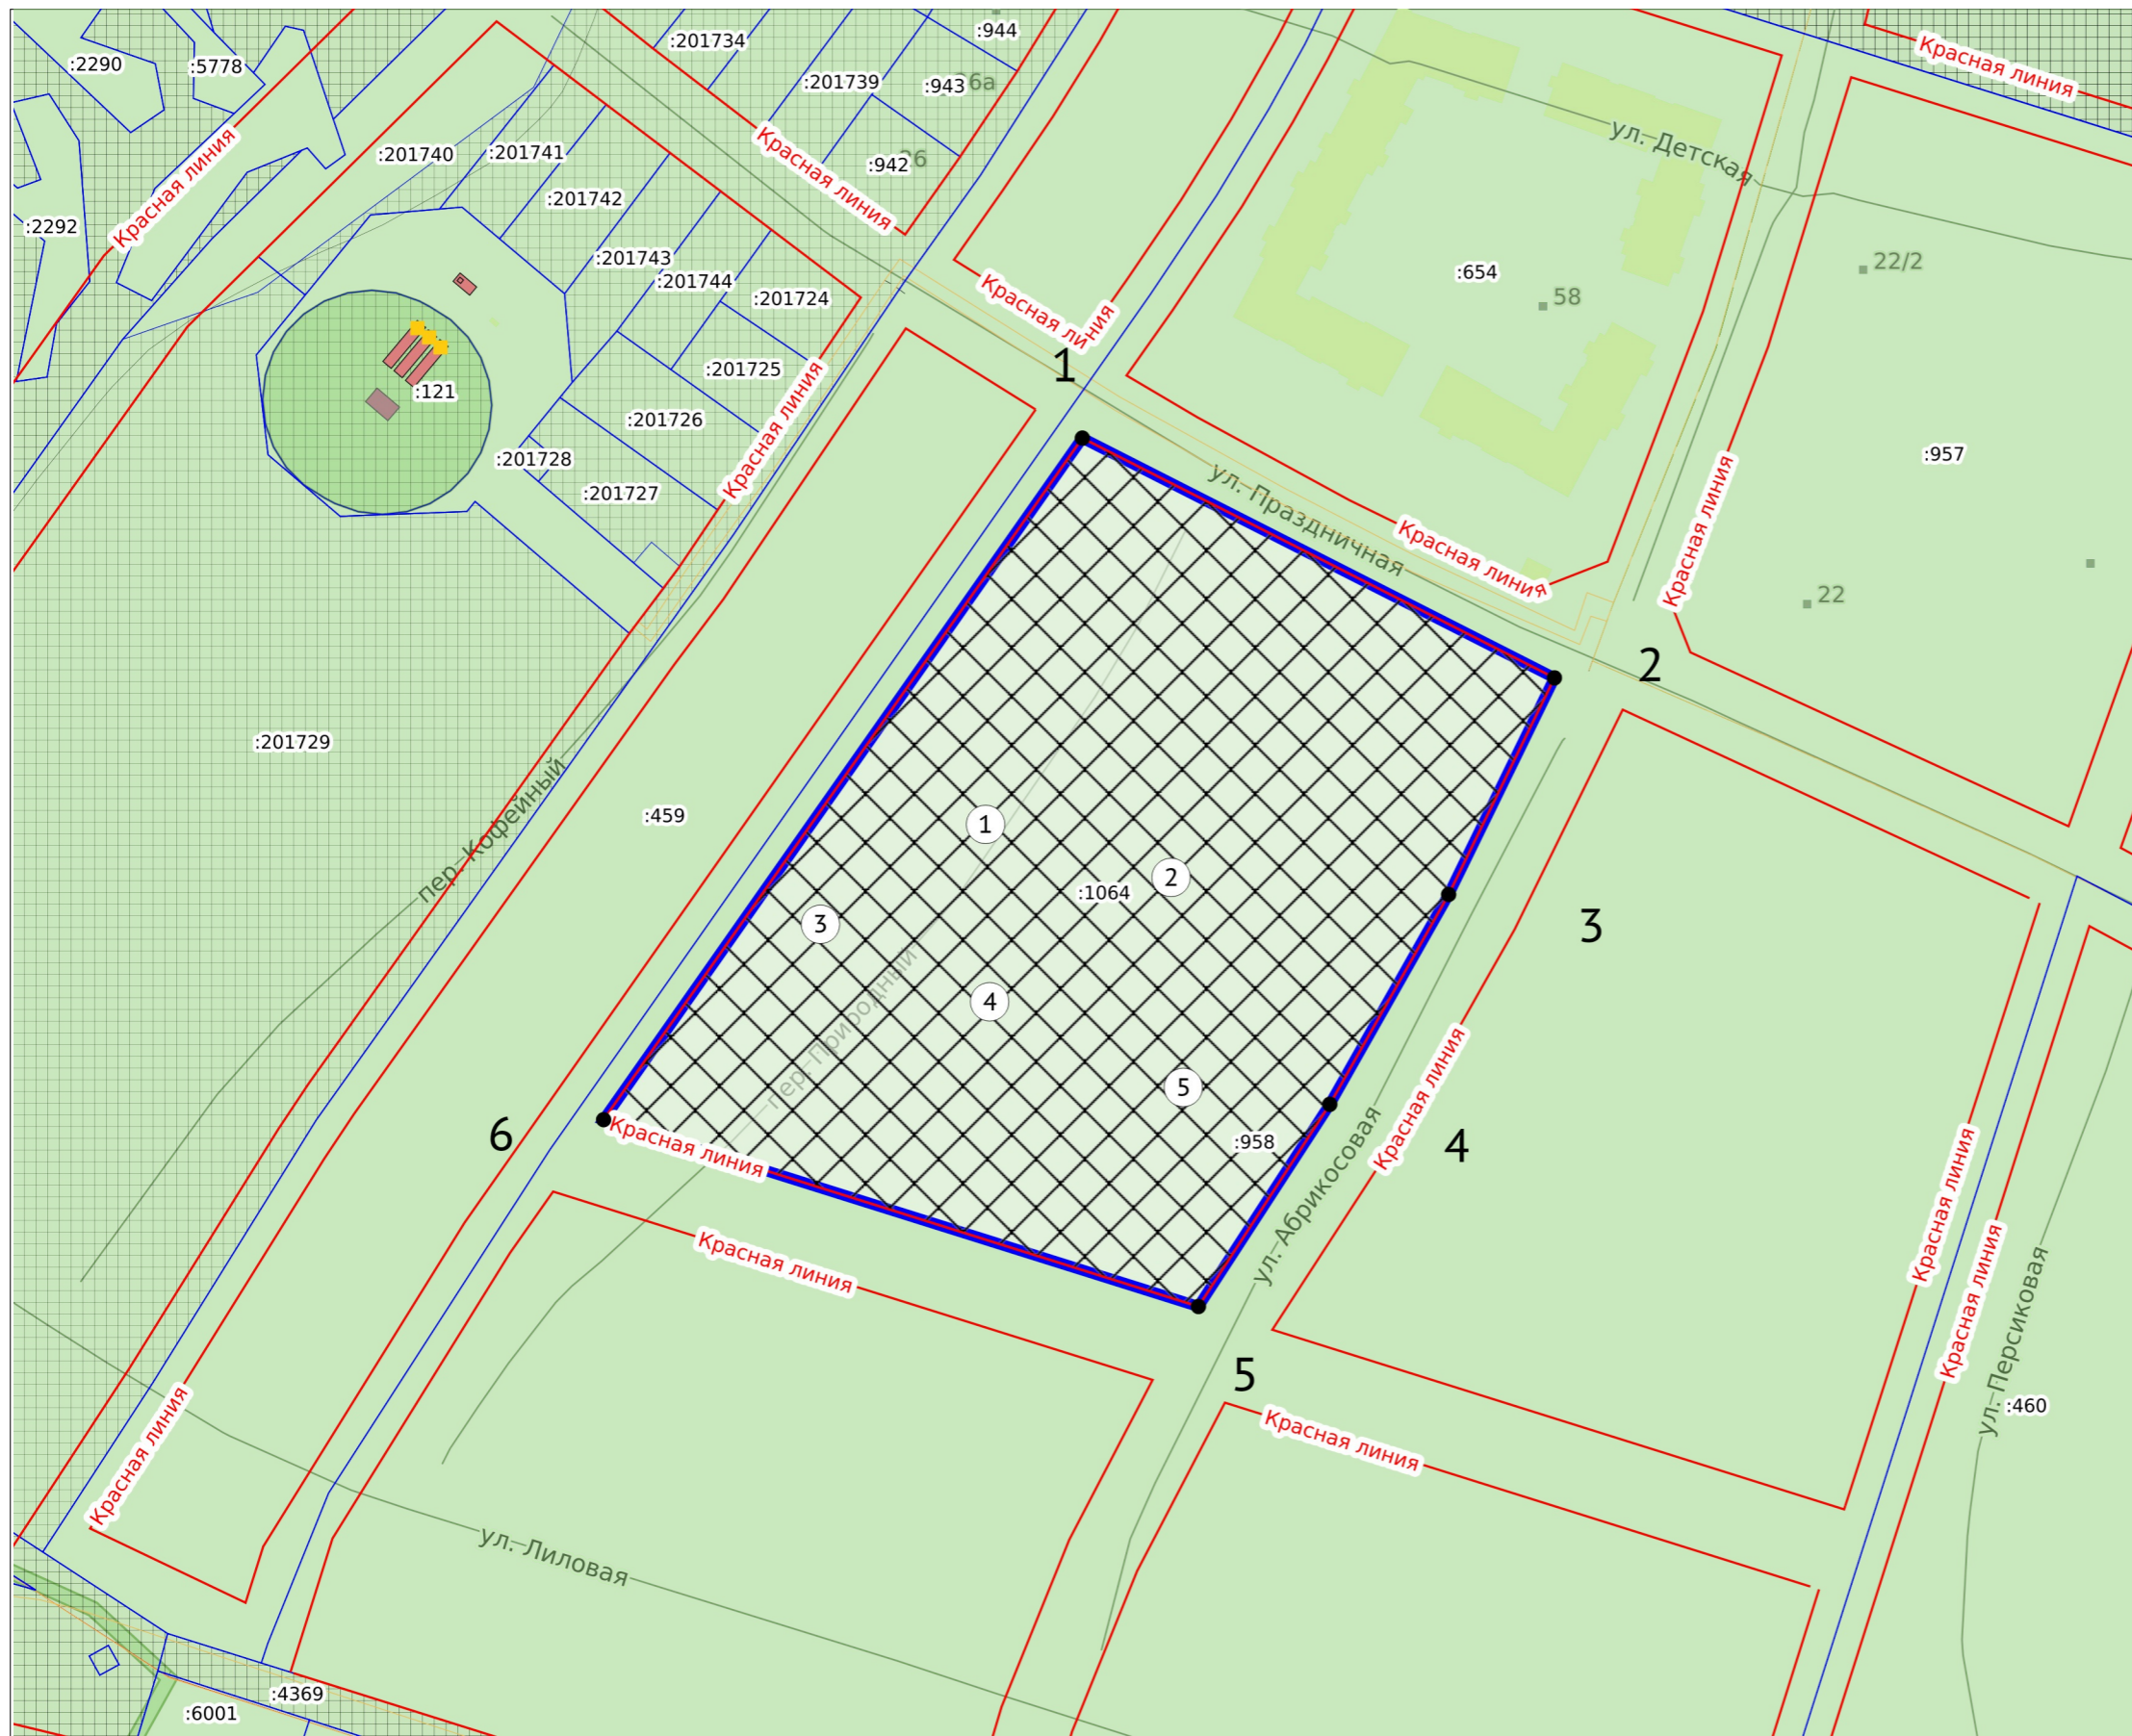 :944
:201734
Красная линия
:2290
:5778
:201739
:943
26а
ул. Детская
Красная линия
:201740
:201741
Красная линия
:942
26
:201742
:2292
:201743
:201744
:201724
Красная линия
:654
58
22/2
1
:121
:201725
:201726
Красная линия
:957
:201728
:201727
ул. Праздничная
Красная линия
Красная линия
22
2
:201729
пер. Кофейный
:459
1
2
:1064
3
3
4
пер. Природный
5
Красная линия
6
Красная линия
:958
4
ул. Абрикосовая
Красная линия
Красная линия
Красная линия
ул. Персиковая
5
:460
Красная линия
Красная линия
ул. Лиловая
:4369
:6001